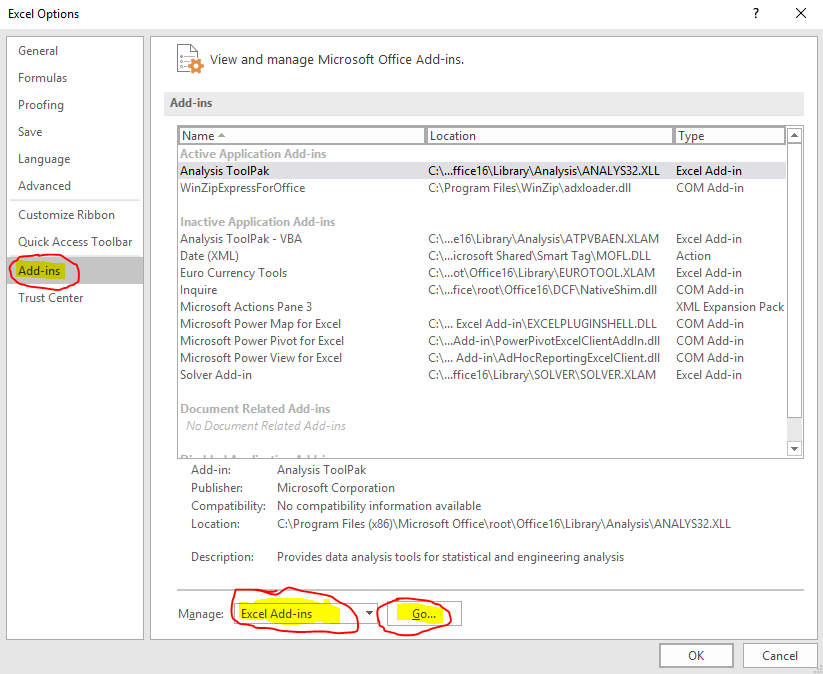 Excel Options ? ×
General
Formulas
Proofing
Save
Language
Advanced
Customize Ribbon
Quick Access Toolbar
Add-ins
Trust Center
View and manage Microsoft Office Add-ins.
Add-ins
Name Location Type
Active Application Add-ins
Analysis ToolPak C:\...ffice16\Library\Analysis\ANALYS32.XLL Excel Add-in
WinZipExpressForOffice C:\Program Files\WinZip\adxloader.dll COM Add-in
Inactive Application Add-ins
Analysis ToolPak - VBA C:\...e16\Library\Analysis\ATPVBAEN.XLAM Excel Add-in
Date (XML) C:\...icrosoft Shared\Smart Tag\MOFL.DLL Action
Euro Currency Tools C:\...ot\Office16\Library\EUROTOOL.XLAM Excel Add-in
Inquire C:\...fice\root\Office16\DCF\NativeShim.dll COM Add-in
Microsoft Actions Pane 3 XML Expansion Pack
Microsoft Power Map for Excel C:\... Excel Add-in\EXCELPLUGINSHELL.DLL COM Add-in
Microsoft Power Pivot for Excel C:\...Add-in\PowerPivotExcelClientAddIn.dll COM Add-in
Microsoft Power View for Excel C:\... Add-in\AdHocReportingExcelClient.dll COM Add-in
Solver Add-in C:\...ffice16\Library\SOLVER\SOLVER.XLAM Excel Add-in
Document Related Add-ins
No Document Related Add-ins
Add-in: Analysis ToolPak
Publisher: Microsoft Corporation
Compatibility: No compatibility information available
Location: C:\Program Files (x86)\Microsoft Office\root\Office16\Library\Analysis\ANALYS32.XLL
Description: Provides data analysis tools for statistical and engineering analysis
Manage: Excel Add-ins Go...
OK Cancel